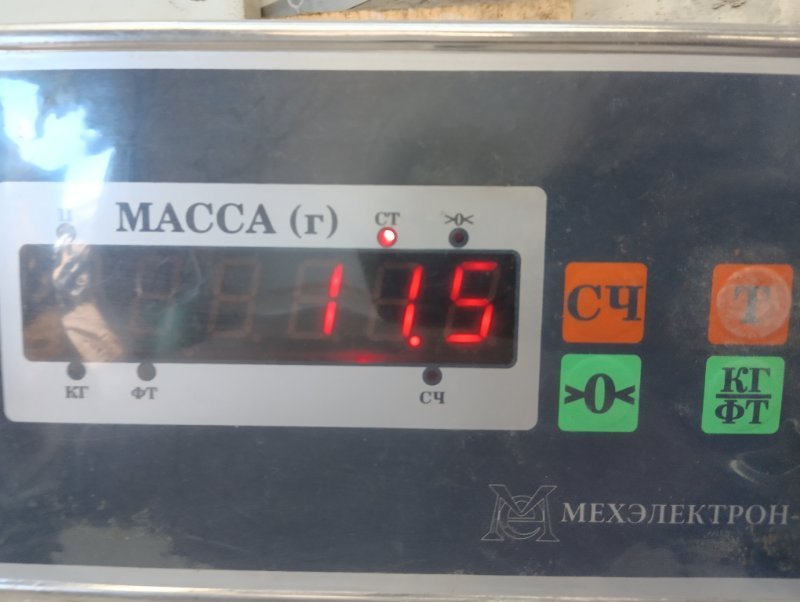 МАССА (г)
СТ
>0<
11.5
КГ
ФТ
СЧ
СЧ
Т
>0<
КГ
ФТ
МЕХЭЛЕКТРОН-